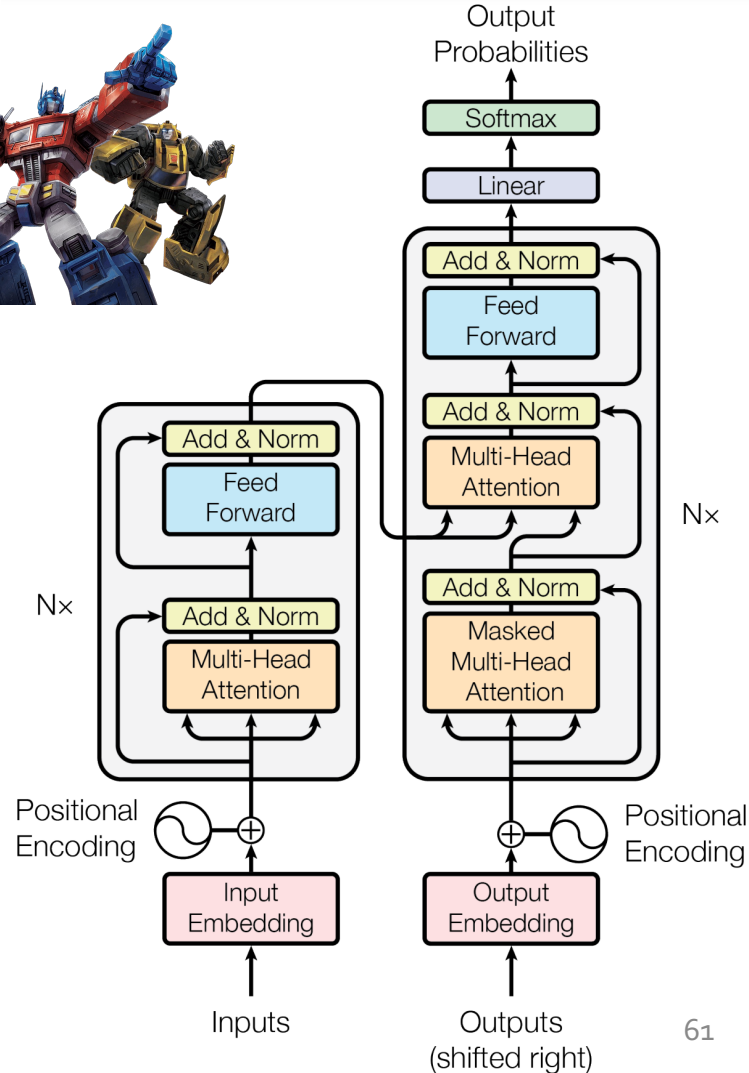 Output
Probabilities
Softmax
Linear
Add & Norm
Feed
Forward
Add & Norm
Multi-Head
Attention
Nx
Add & Norm
Masked
Multi-Head
Attention
Positional
Encoding
Output
Embedding
Outputs
(shifted right)
Add & Norm
Feed
Forward
Nx
Add & Norm
Multi-Head
Attention
Positional
Encoding
Input
Embedding
Inputs
61